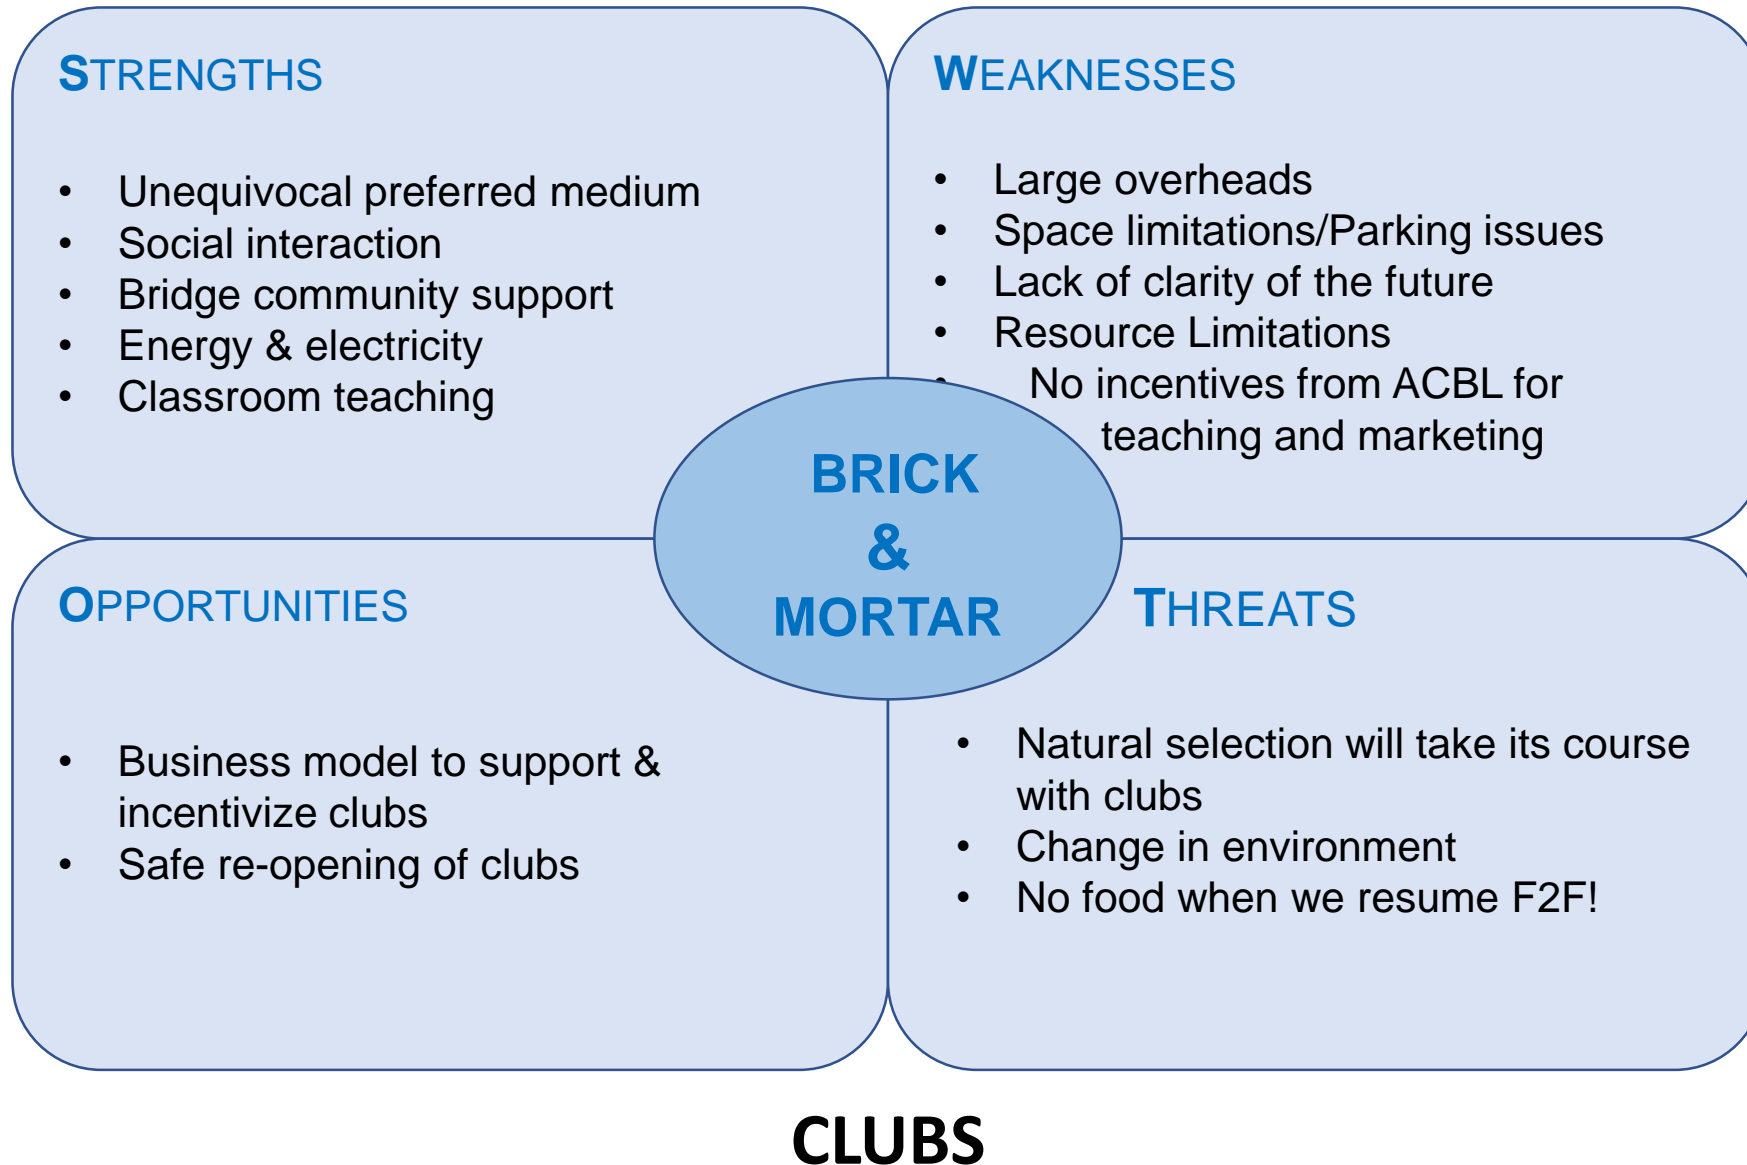 STRENGTHS
• Unequivocal preferred medium
• Social interaction
• Bridge community support
• Energy & electricity
• Classroom teaching
WEAKNESSES
• Large overheads
• Space limitations/Parking issues
• Lack of clarity of the future
• Resource Limitations
• No incentives from ACBL for
teaching and marketing
BRICK
&
MORTAR
OPPORTUNITIES
• Business model to support &
incentivize clubs
• Safe re-opening of clubs
THREATS
• Natural selection will take its course
with clubs
• Change in environment
• No food when we resume F2F!
CLUBS